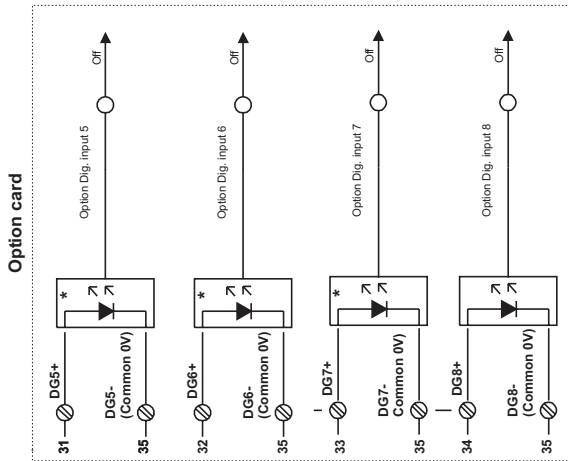 Option card
31
DG5+
*
35
DG5-
(Common 0V)
Option Dig. input 5
Off
32
DG6+
*
35
DG6-
(Common 0V)
Option Dig. input 6
Off
33
DG7+
*
35
DG7-
Common 0V)
Option Dig. input 7
Off
34
DG8+
35
DG8-
(Common 0V)
Option Dig. input 8
Off